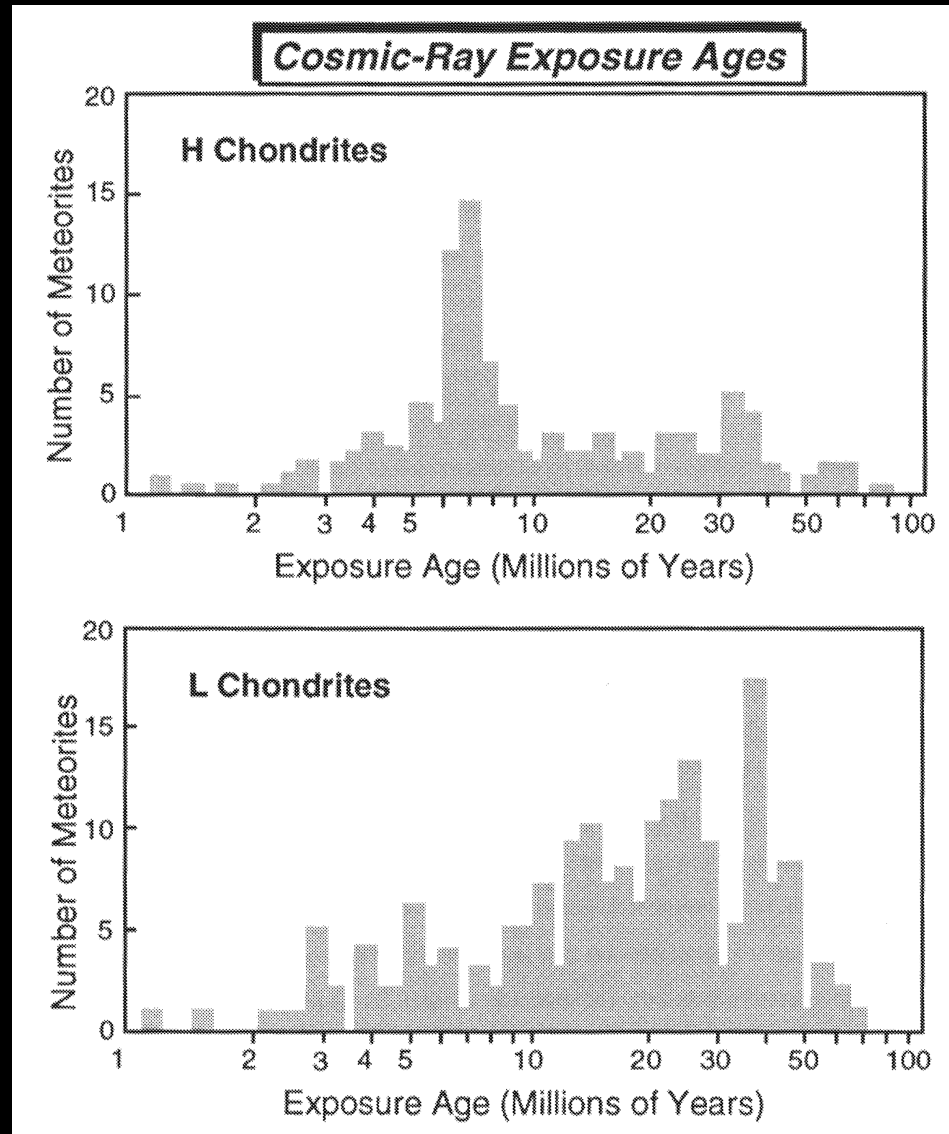 Cosmic-Ray Exposure Ages
H Chondrites
Number of Meteorites
20
15
10
5
0
1 2 3 4 5 10 20 30 50 100
Exposure Age (Millions of Years)
L Chondrites
Number of Meteorites
20
15
10
5
0
1 2 3 4 5 10 20 30 50 100
Exposure Age (Millions of Years)